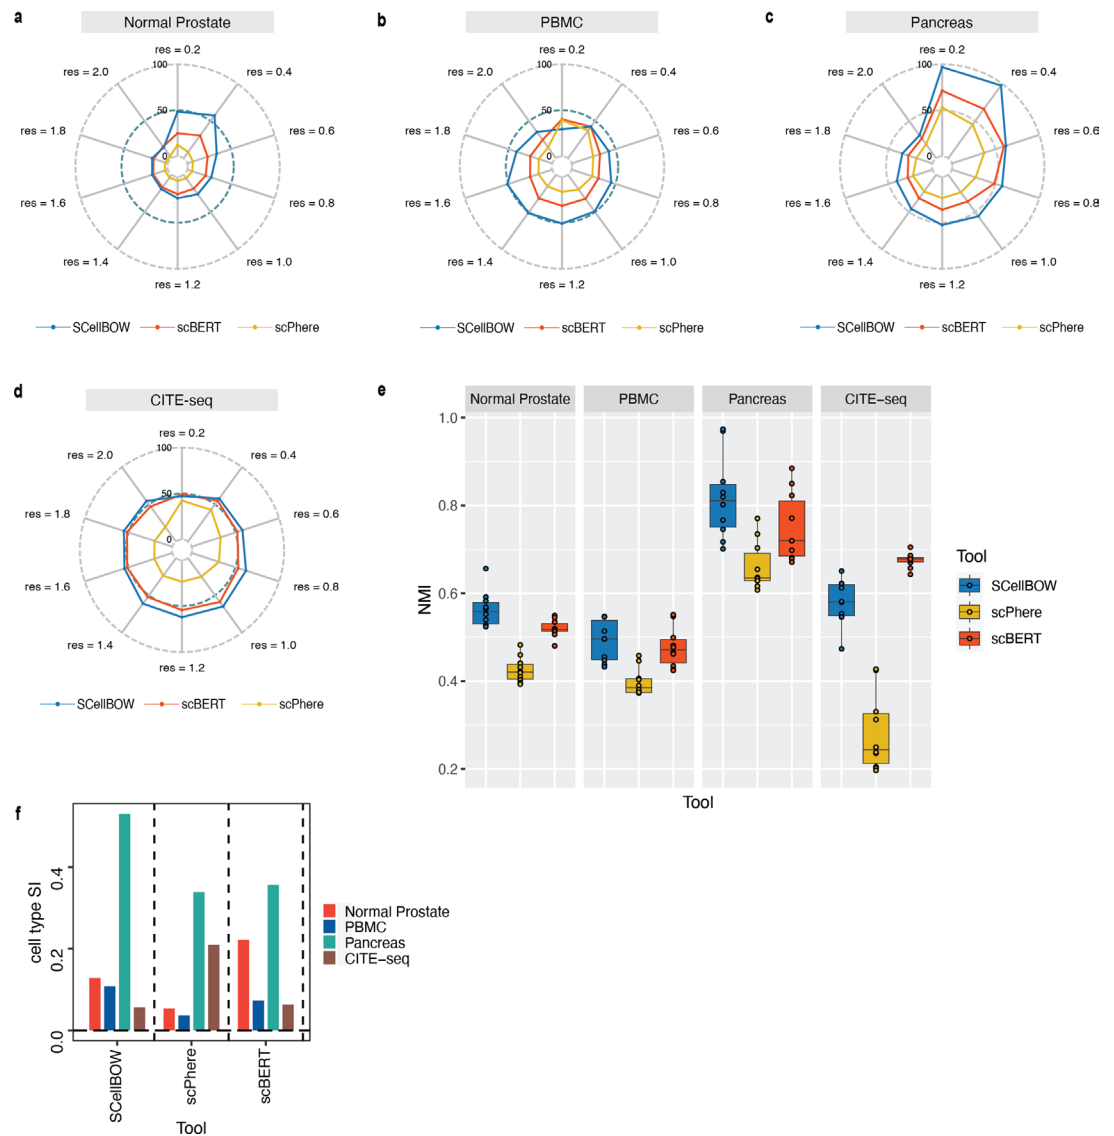 a
Normal Prostate
res = 0.2
res = 0.4
res = 0.6
res = 0.8
res = 1.0
res = 1.2
res = 1.4
res = 1.6
res = 1.8
res = 2.0
100
50
0
SCellBOW scBERT scPhere
b
PBMC
res = 0.2
res = 0.4
res = 0.6
res = 0.8
res = 1.0
res = 1.2
res = 1.4
res = 1.6
res = 1.8
res = 2.0
100
50
0
SCellBOW scBERT scPhere
c
Pancreas
res = 0.2
res = 0.4
res = 0.6
res = 0.8
res = 1.0
res = 1.2
res = 1.4
res = 1.6
res = 1.8
res = 2.0
100
50
0
SCellBOW scBERT scPhere
d
CITE-seq
res = 0.2
res = 0.4
res = 0.6
res = 0.8
res = 1.0
res = 1.2
res = 1.4
res = 1.6
res = 1.8
res = 2.0
100
50
0
SCellBOW scBERT scPhere
e
Normal Prostate PBMC Pancreas CITE−seq
NMI
1.0
0.8
0.6
0.4
0.2
Tool
Tool
SCellBOW
scPhere
scBERT
f
cell type SI
0.4
0.2
0.0
SCellBOW
scPhere
scBERT
Tool
Normal Prostate
PBMC
Pancreas
CITE−seq